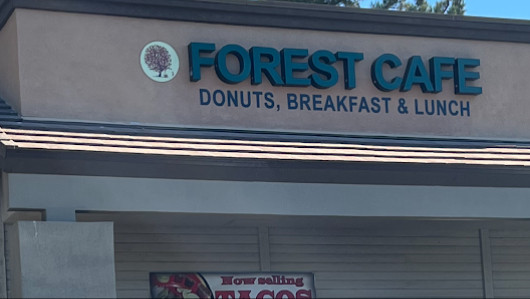 FOREST CAFE
DONUTS, BREAKFAST & LUNCH
Now selling
TACOS